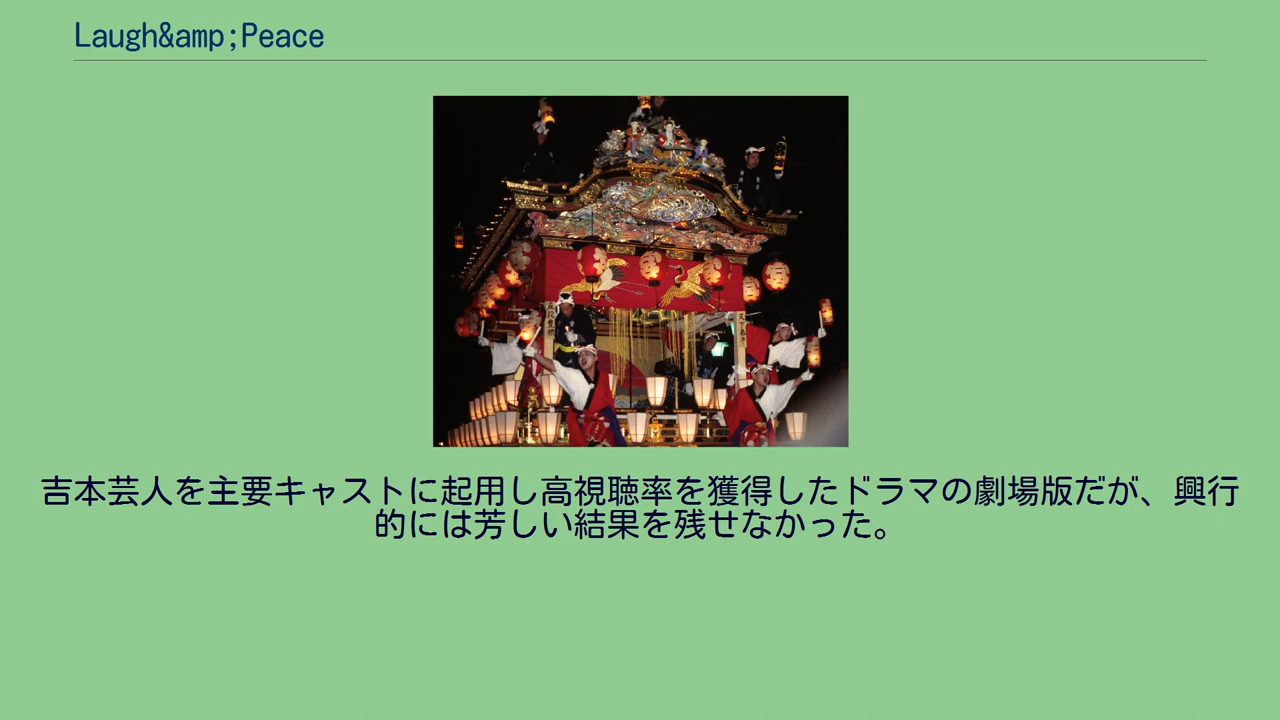 Laugh&amp;Peace
吉本芸人を主要キャストに起用し高視聴率を獲得したドラマの劇場版だが、興行
的には芳しい結果を残せなかった。